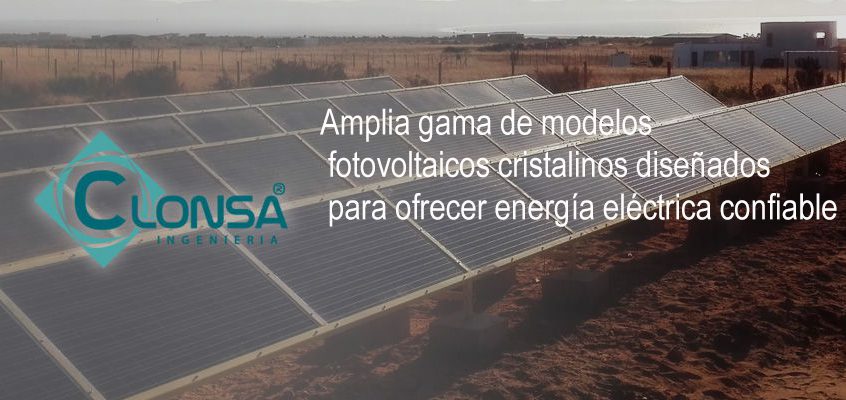 Amplia gama de modelos
fotovoltaicos cristalinos diseñados
para ofrecer energía eléctrica confiable
CLONSA®
INGENIERIA